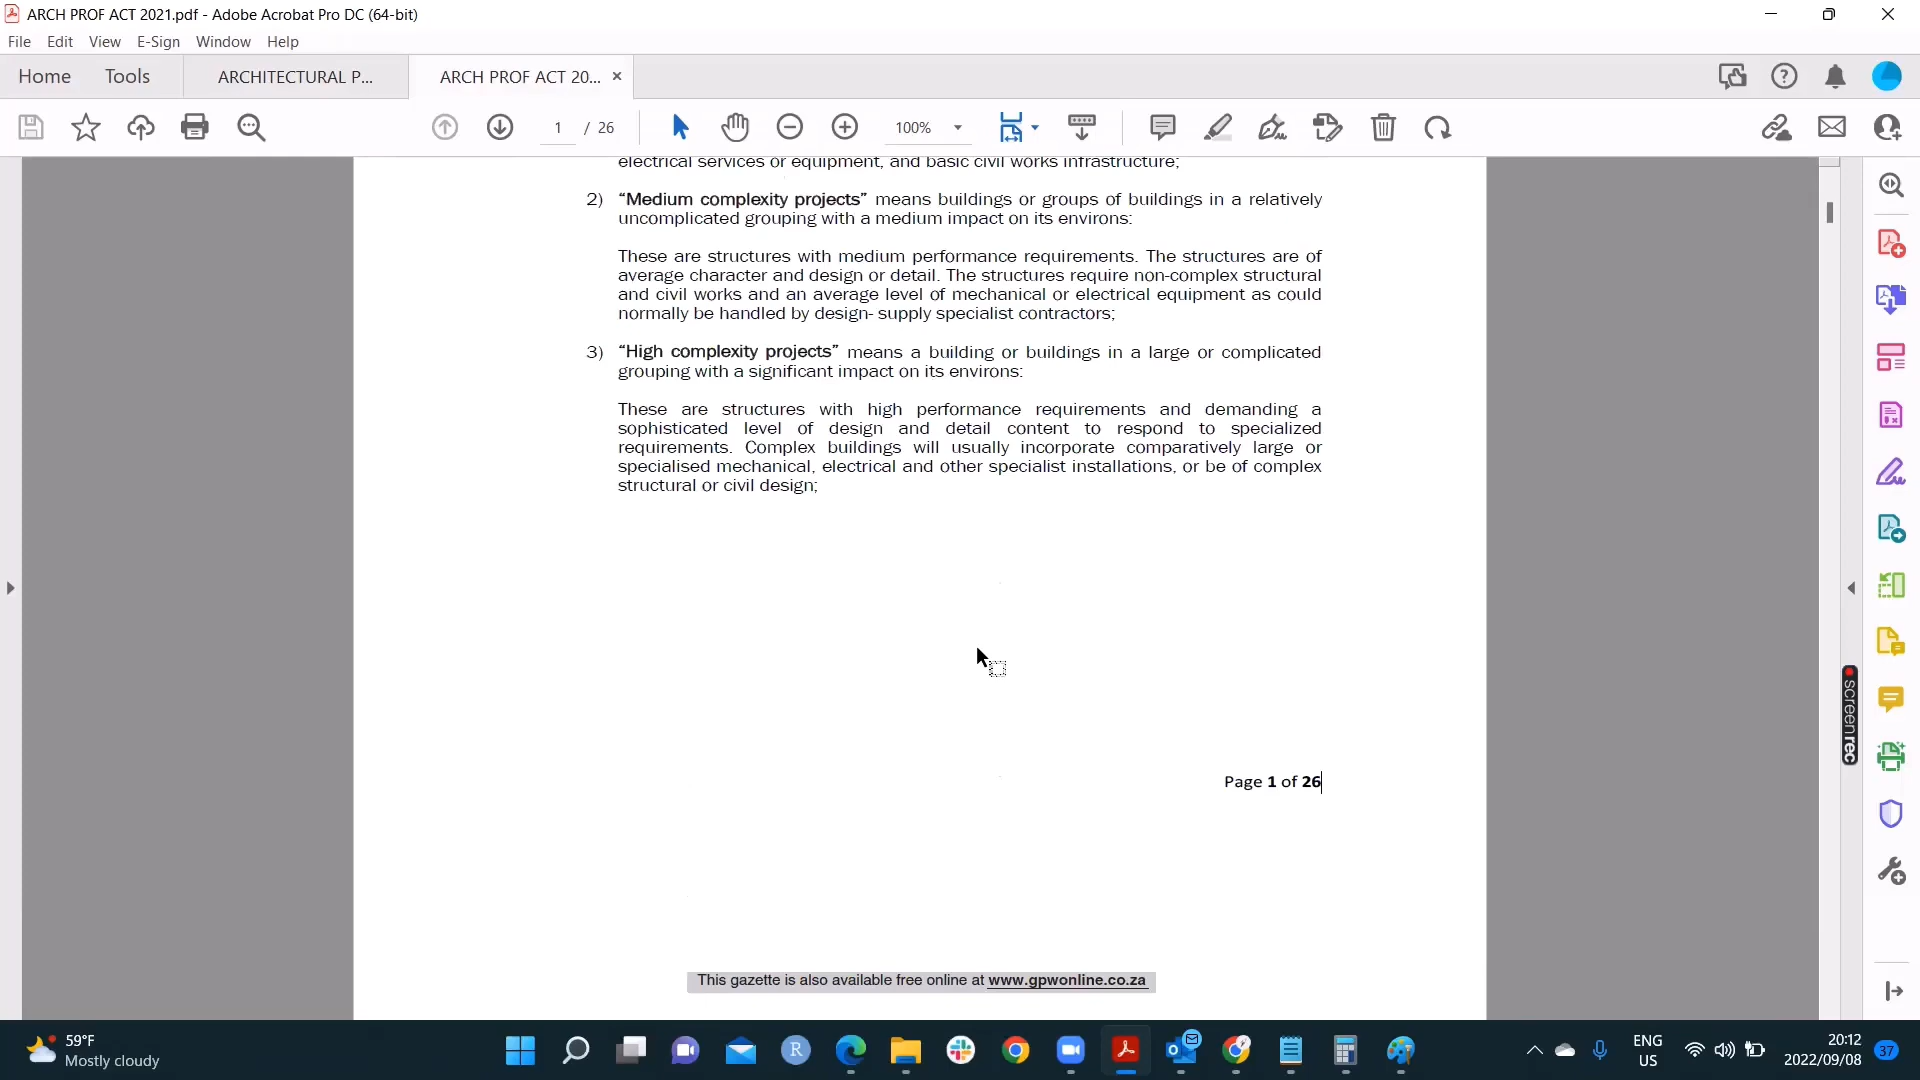 ARCH PROF ACT 2021.pdf - Adobe Acrobat Pro DC (64-bit)
File Edit View E-Sign Window Help
Home Tools ARCHITECTURAL P... ARCH PROF ACT 20... ×
1 / 26 100%
electrical services or equipment, and basic civil works infrastructure;
2) “Medium complexity projects” means buildings or groups of buildings in a relatively
uncomplicated grouping with a medium impact on its environs:
These are structures with medium performance requirements. The structures are of
average character and design or detail. The structures require non-complex structural
and civil works and an average level of mechanical or electrical equipment as could
normally be handled by design- supply specialist contractors;
3) “High complexity projects” means a building or buildings in a large or complicated
grouping with a significant impact on its environs:
These are structures with high performance requirements and demanding a
sophisticated level of design and detail content to respond to specialized
requirements. Complex buildings will usually incorporate comparatively large or
specialised mechanical, electrical and other specialist installations, or be of complex
structural or civil design;
screenrec
Page 1 of 26
This gazette is also available free online at www.gpwonline.co.za
59°F
Mostly cloudy
R
ENG
US
20:12
2022/09/08
37